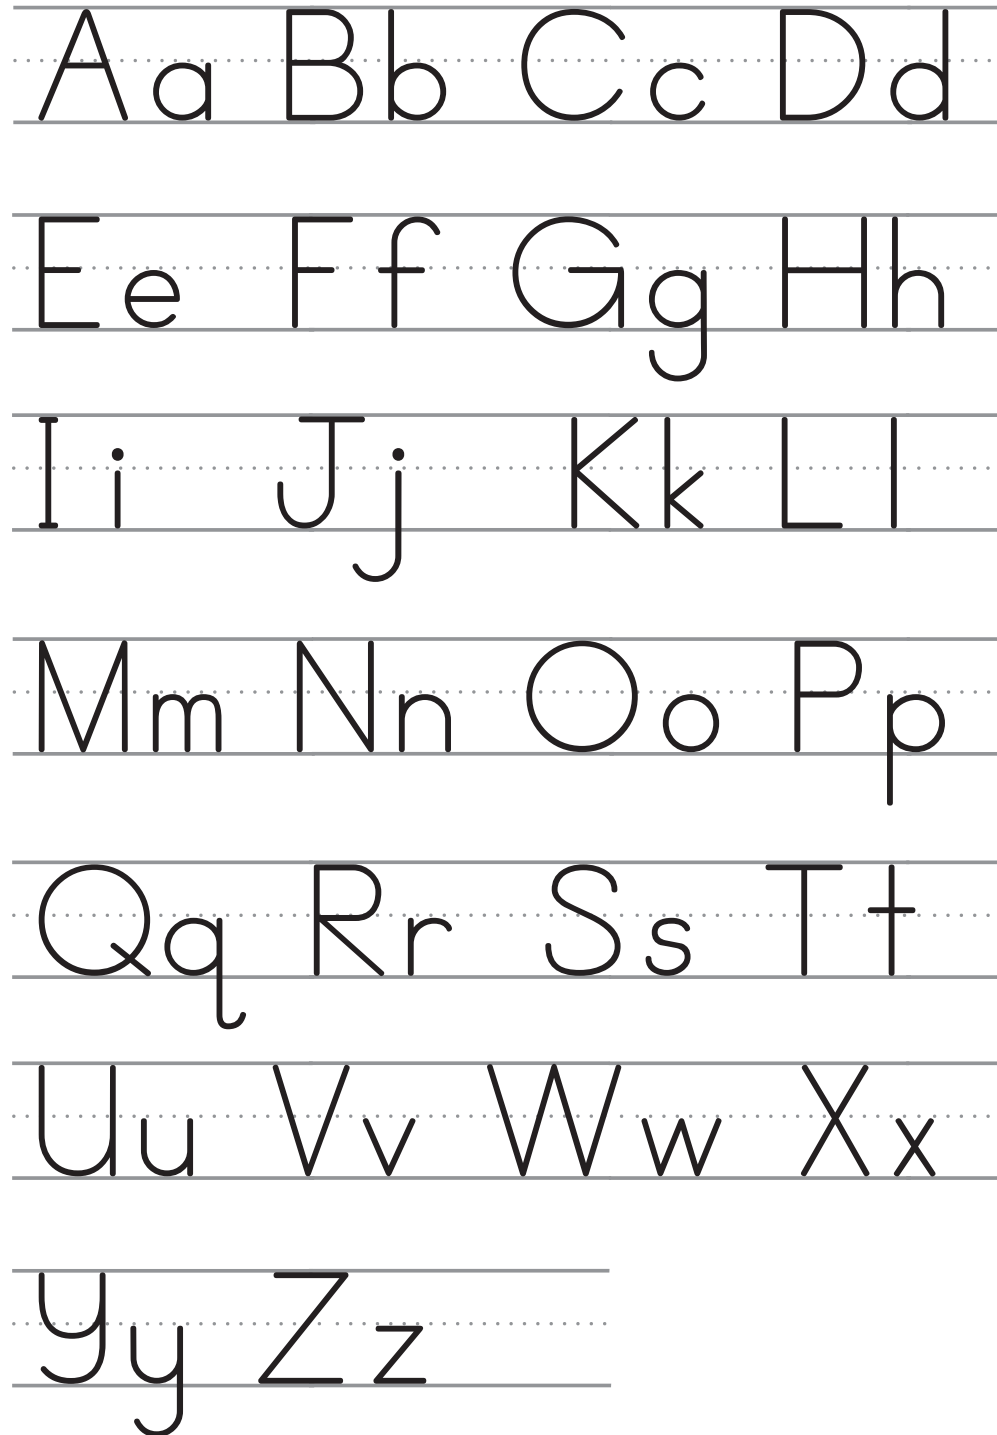 Aa Bb Cc Dd
Ee Ff Gg Hh
Ii Jj Kk Ll
Mm Nn Oo Pp
Qq Rr Ss Tt
Uu Vv Ww Xx
Yy Zz